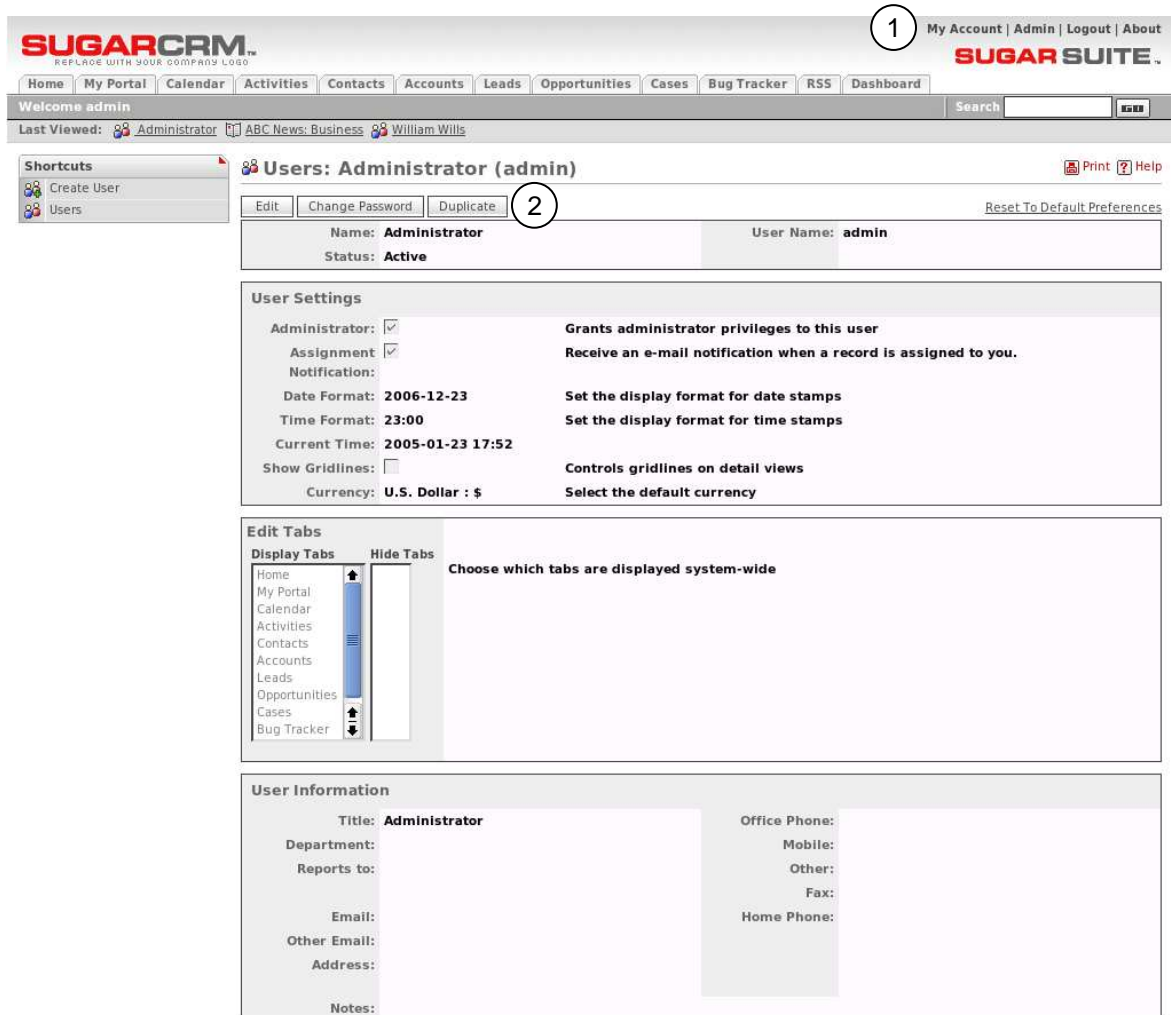 1 My Account | Admin | Logout | About
SUGARCRM™
REPLACE WITH YOUR COMPANY LOGO
SUGAR SUITE™
Home My Portal Calendar Activities Contacts Accounts Leads Opportunities Cases Bug Tracker RSS Dashboard
Welcome admin Search GO
Last Viewed: Administrator ABC News: Business William Wills
Shortcuts
Create User
Users
Users: Administrator (admin) Print ? Help
Edit Change Password Duplicate 2 Reset To Default Preferences
Name: Administrator User Name: admin
Status: Active
User Settings
Administrator: Grants administrator privileges to this user
Assignment Receive an e-mail notification when a record is assigned to you.
Notification:
Date Format: 2006-12-23 Set the display format for date stamps
Time Format: 23:00 Set the display format for time stamps
Current Time: 2005-01-23 17:52
Show Gridlines: Controls gridlines on detail views
Currency: U.S. Dollar : $ Select the default currency
Edit Tabs
Display Tabs Hide Tabs
Choose which tabs are displayed system-wide
Home
My Portal
Calendar
Activities
Contacts
Accounts
Leads
Opportunities
Cases
Bug Tracker
User Information
Title: Administrator Office Phone:
Department: Mobile:
Reports to: Other:
Fax:
Email: Home Phone:
Other Email:
Address:
Notes: